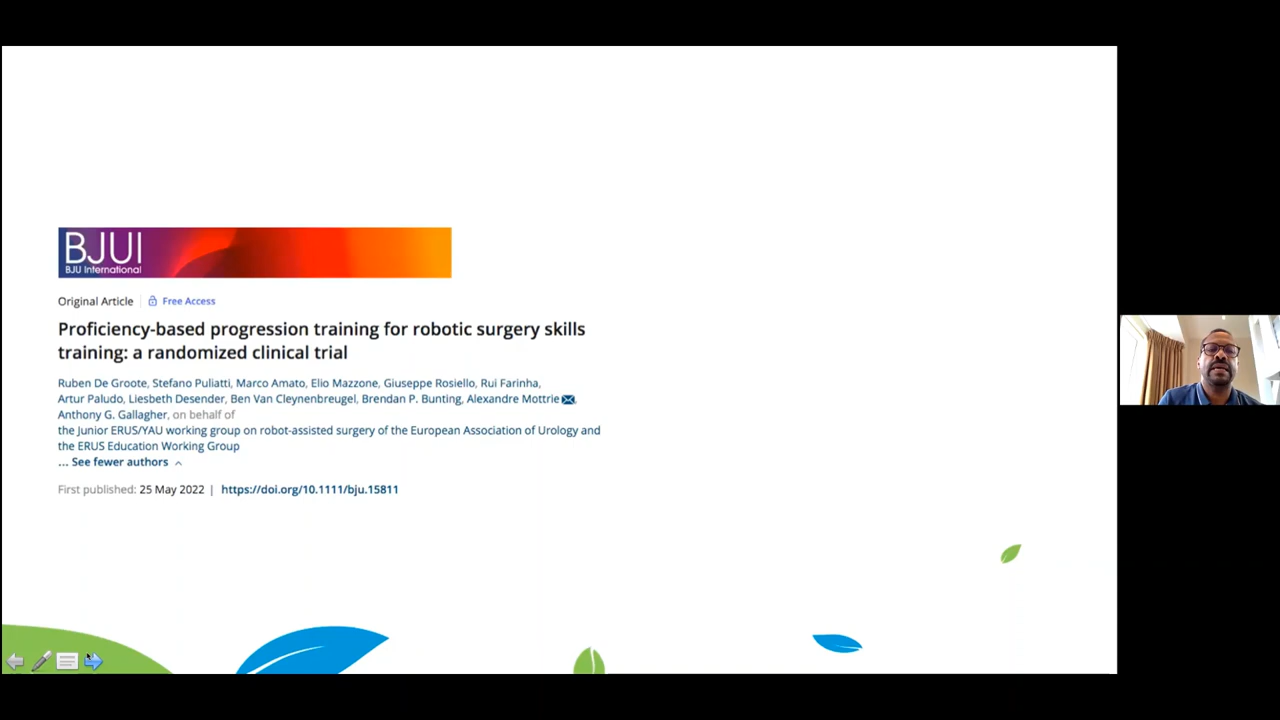 BJUI
BJU International
Original Article | Free Access
Proficiency-based progression training for robotic surgery skills
training: a randomized clinical trial
Ruben De Groote, Stefano Puliatti, Marco Amato, Elio Mazzone, Giuseppe Rosiello, Rui Farinha,
Artur Paludo, Liesbeth Desender, Ben Van Cleynenbreugel, Brendan P. Bunting, Alexandre Mottrie,
Anthony G. Gallagher, on behalf of
the Junior ERUS/YAU working group on robot-assisted surgery of the European Association of Urology and
the ERUS Education Working Group
... See fewer authors
First published: 25 May 2022 | https://doi.org/10.1111/bju.15811